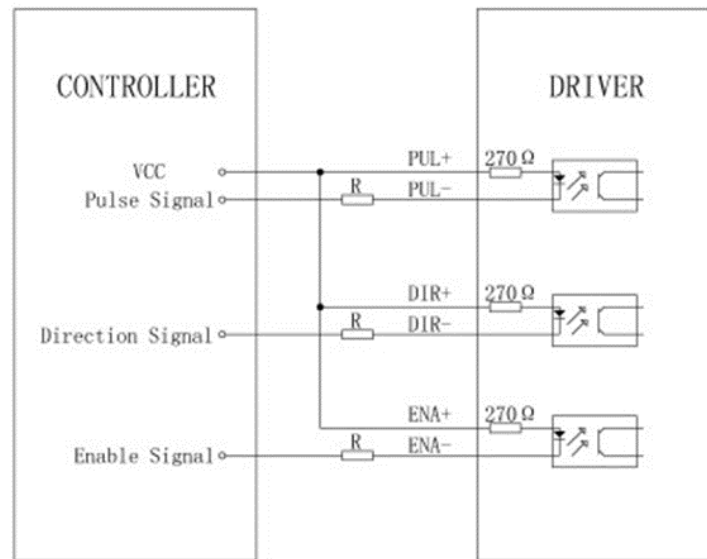 CONTROLLER
DRIVER
VCC
PUL+
270Ω
Pulse Signal
R
PUL-
DIR+
270Ω
Direction Signal
R
DIR-
ENA+
270Ω
Enable Signal
R
ENA-